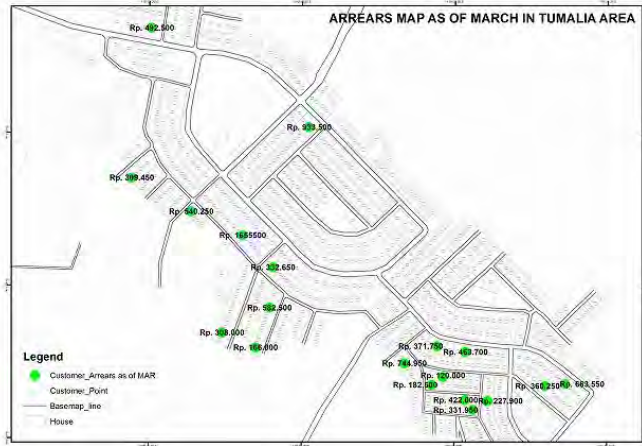 ARREARS MAP AS OF MARCH IN TUMALIA AREA
Rp. 492.500
Rp. 933.500
Rp. 399.450
Rp. 540.250
Rp. 1655500
Rp. 332.650
Rp. 582.500
Rp. 308.000
Rp. 166.000
Rp. 371.750
Rp. 463.700
Rp. 744.950
Rp. 120.000
Rp. 182.500
Rp. 360.250
Rp. 663.550
Rp. 422.000
Rp. 227.900
Rp. 331.950
Legend
Customer_Arrears as of MAR
Customer_Point
Basemap_line
House